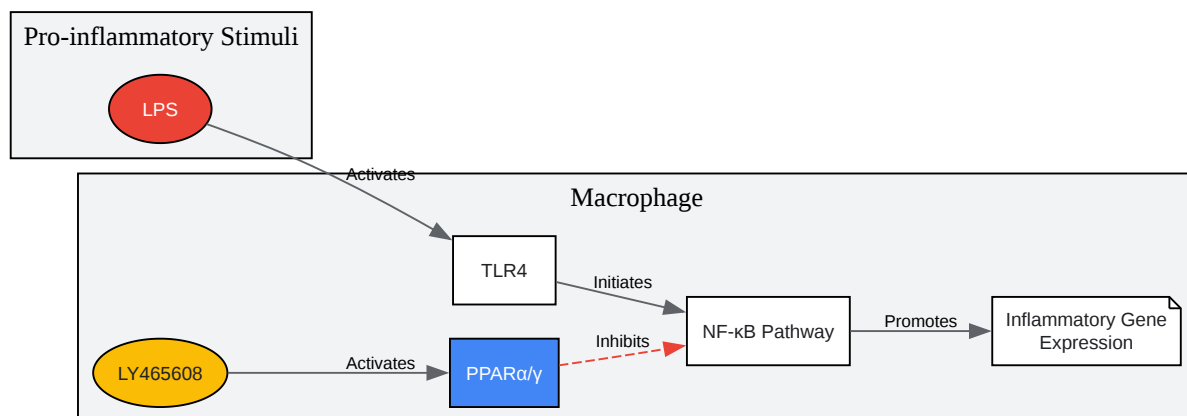 Pro-inflammatory Stimuli
LPS
Activates
Macrophage
TLR4
Initiates
NF-κB Pathway
Promotes
Inflammatory Gene
Expression
Inhibits
LY465608
Activates
PPARα/γ